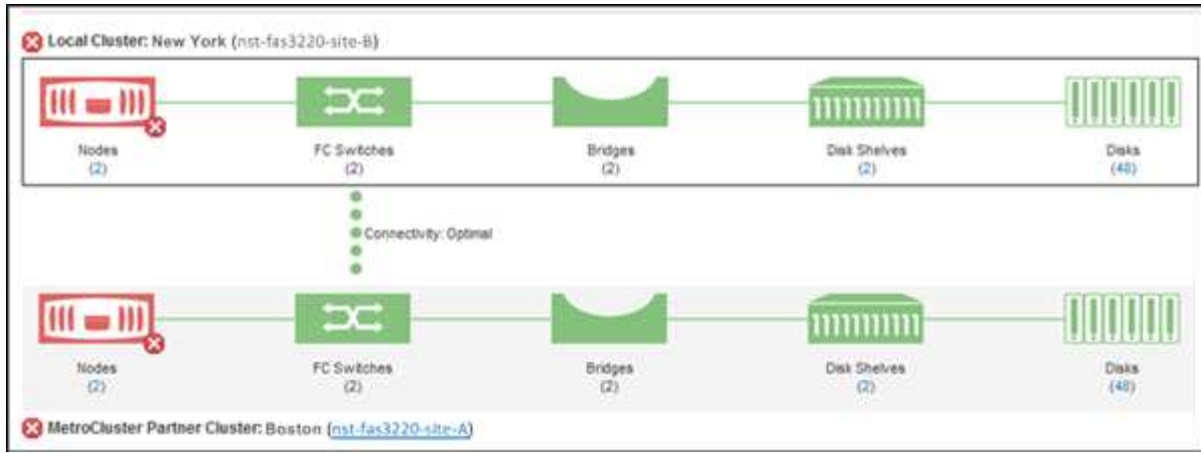 Local Cluster: New York (nst-fas3220-site-B)
Nodes FC Switches Bridges Disk Shelves Disks
(2) (2) (2) (2) (48)
Connectivity: Optimal
Nodes FC Switches Bridges Disk Shelves Disks
(2) (2) (2) (2) (48)
MetroCluster Partner Cluster: Boston (nst-fas3220-site-A)